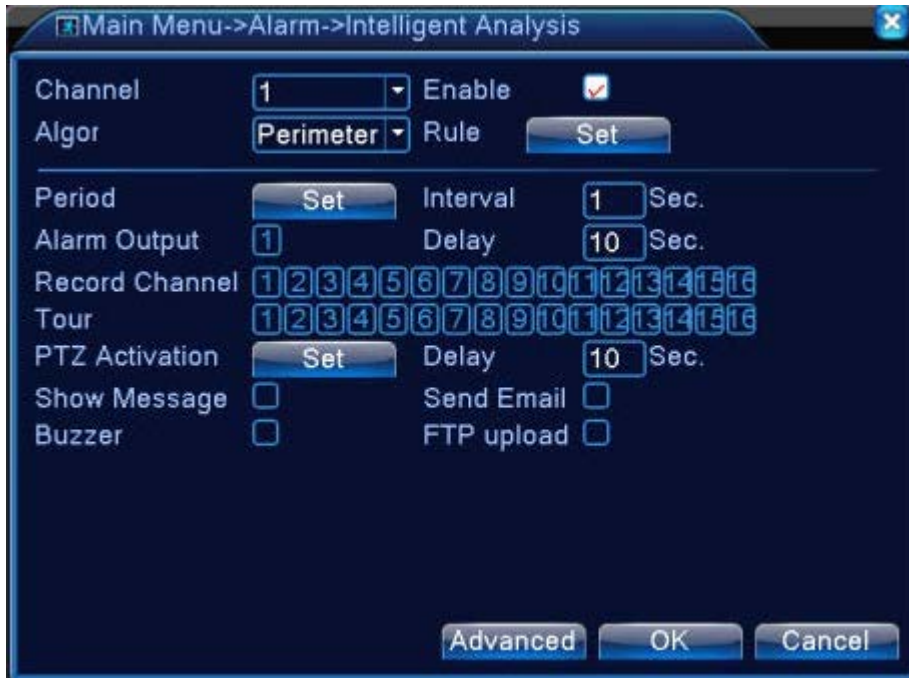 Main Menu->Alarm->Intelligent Analysis
Channel 1 Enable
Algor Perimeter Rule Set
Period Set Interval 1 Sec.
Alarm Output 1 Delay 10 Sec.
Record Channel 1 2 3 4 5 6 7 8 9 10 11 12 13 14 15 16
Tour 1 2 3 4 5 6 7 8 9 10 11 12 13 14 15 16
PTZ Activation Set Delay 10 Sec.
Show Message Send Email
Buzzer FTP upload
Advanced OK Cancel